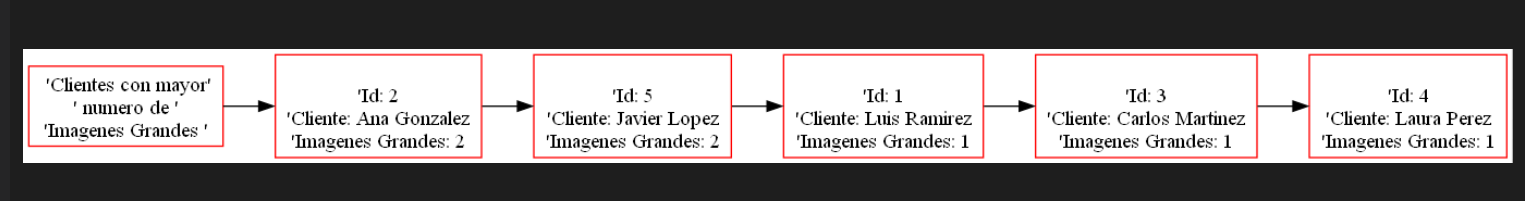 'Clientes con mayor'
' numero de '
'Imagenes Grandes '
'Id: 2
'Cliente: Ana Gonzalez
'Imagenes Grandes: 2
'Id: 5
'Cliente: Javier Lopez
'Imagenes Grandes: 2
'Id: 1
'Cliente: Luis Ramirez
'Imagenes Grandes: 1
'Id: 3
'Cliente: Carlos Martinez
'Imagenes Grandes: 1
'Id: 4
'Cliente: Laura Perez
'Imagenes Grandes: 1